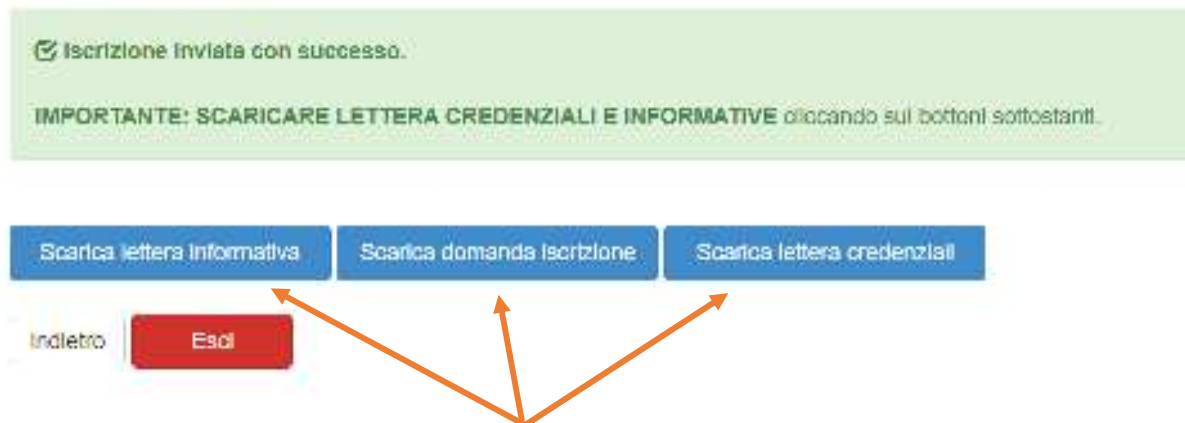 Iscrizione inviata con successo.
IMPORTANTE: SCARICARE LETTERA CREDENZIALI E INFORMATIVE cliccando sui bottoni sottostanti.
Scarica lettera informativa Scarica domanda iscrizione Scarica lettera credenziali
Indietro Esci